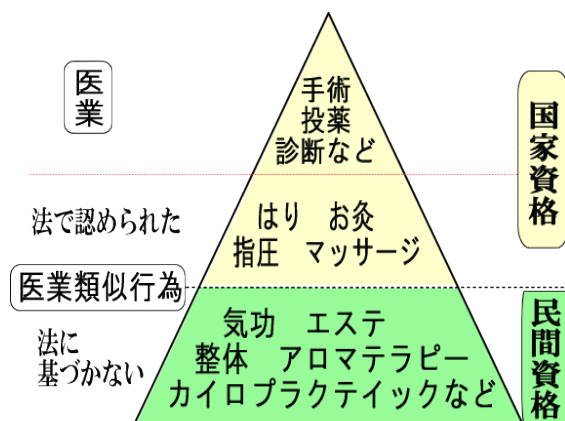 医業
手術
投薬
診断など
国家資格
法で認められた
はり　お灸
指圧　マッサージ
医業類似行為
法に
基づかない
気功　エステ
整体　アロマテラピー
カイロプラクテイックなど
民間資格